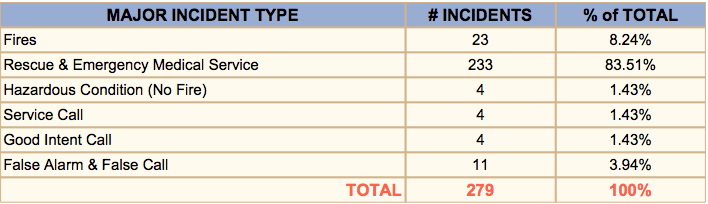 MAJOR INCIDENT TYPE # INCIDENTS % of TOTAL
Fires 23 8.24%
Rescue & Emergency Medical Service 233 83.51%
Hazardous Condition (No Fire) 4 1.43%
Service Call 4 1.43%
Good Intent Call 4 1.43%
False Alarm & False Call 11 3.94%
TOTAL 279 100%